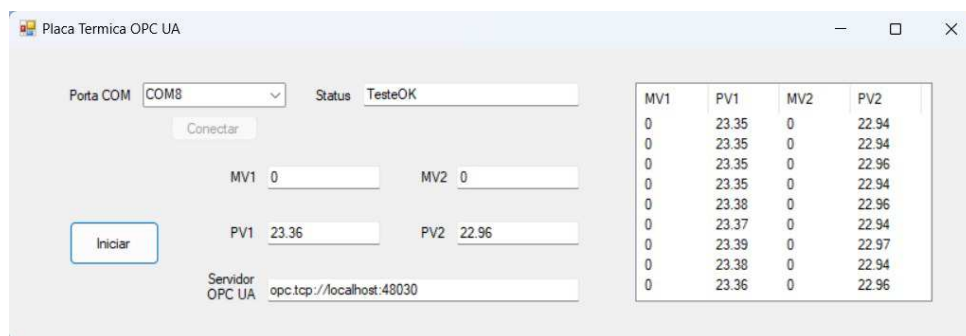 Placa Termica OPC UA
Porta COM COM8 Status TesteOK
Conectar
MV1 0 MV2 0
PV1 23.36 PV2 22.96
Iniciar
Servidor
OPC UA opc.tcp://localhost:48030
MV1 PV1 MV2 PV2
0 23.35 0 22.94
0 23.35 0 22.94
0 23.35 0 22.96
0 23.35 0 22.94
0 23.38 0 22.96
0 23.37 0 22.94
0 23.39 0 22.97
0 23.38 0 22.94
0 23.36 0 22.96